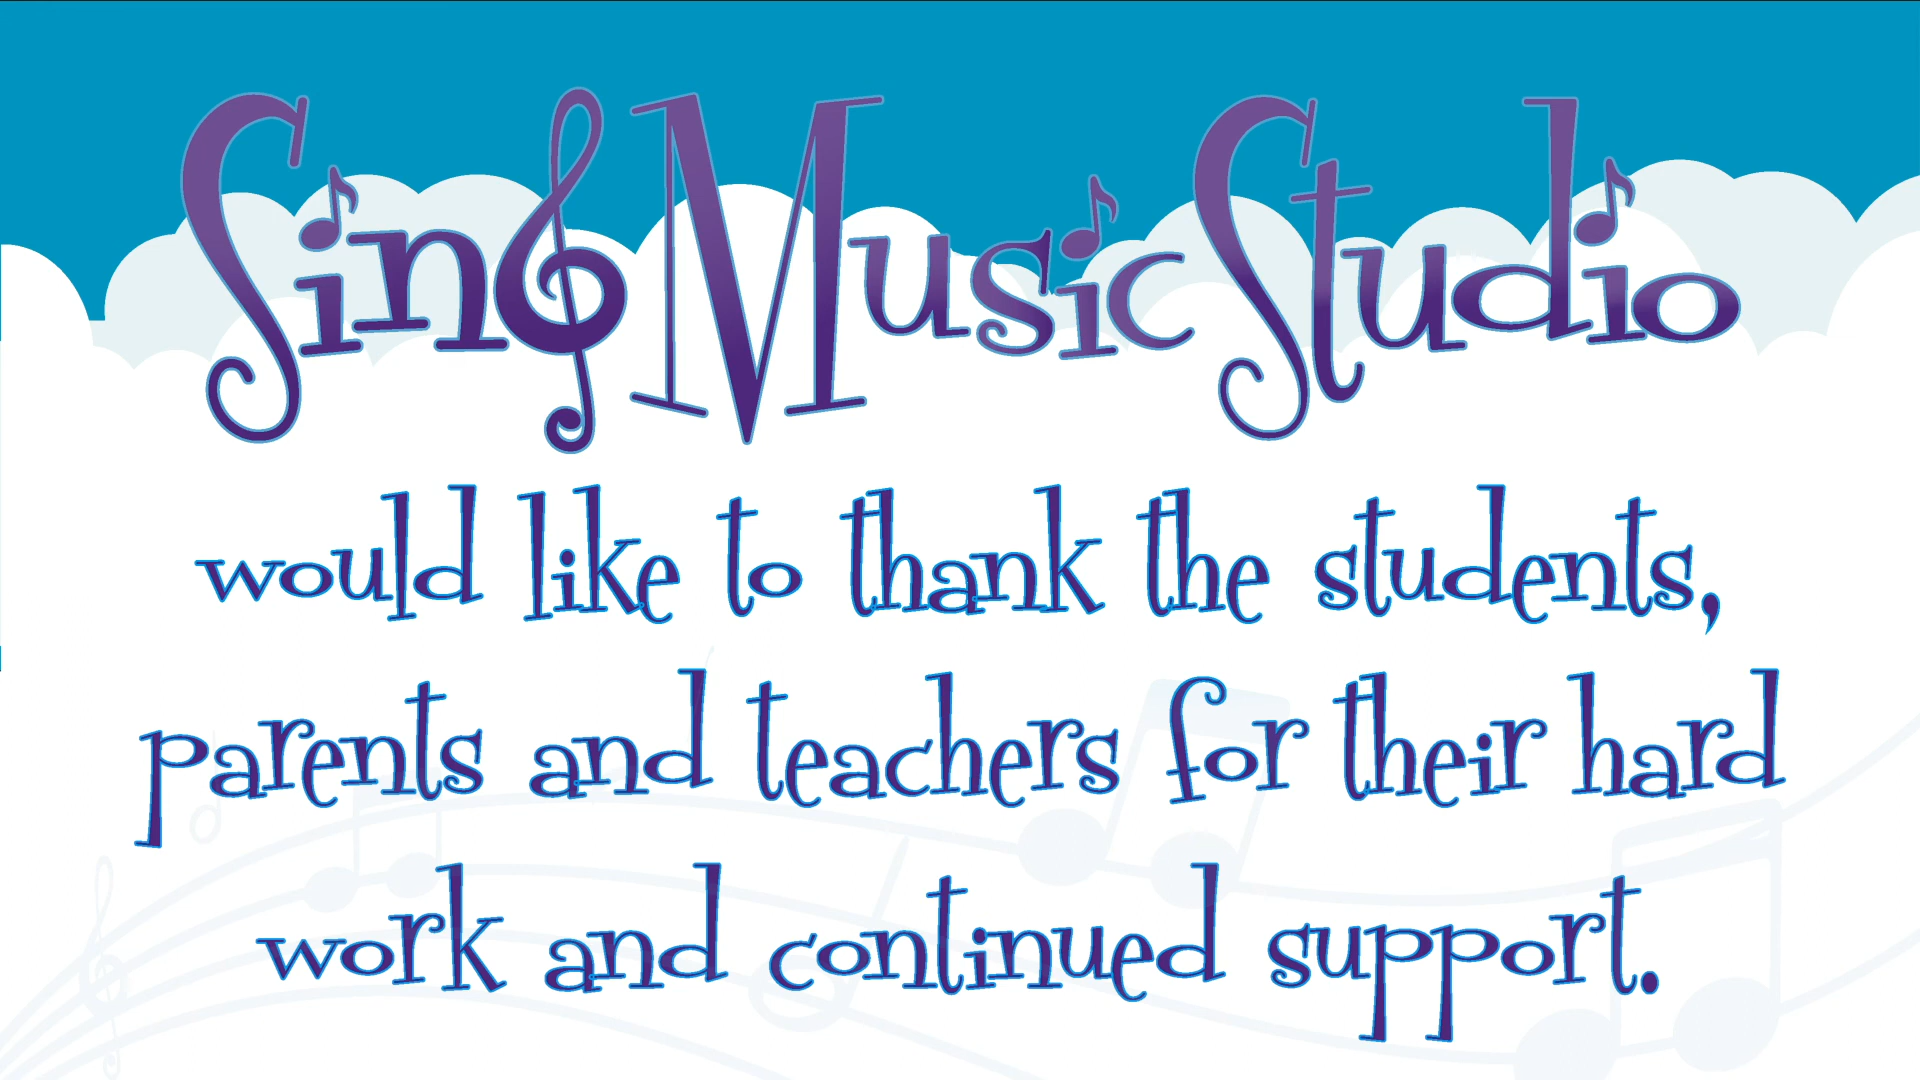 Sing Music Studio
would like to thank the students,
parents and teachers for their hard
work and continued support.